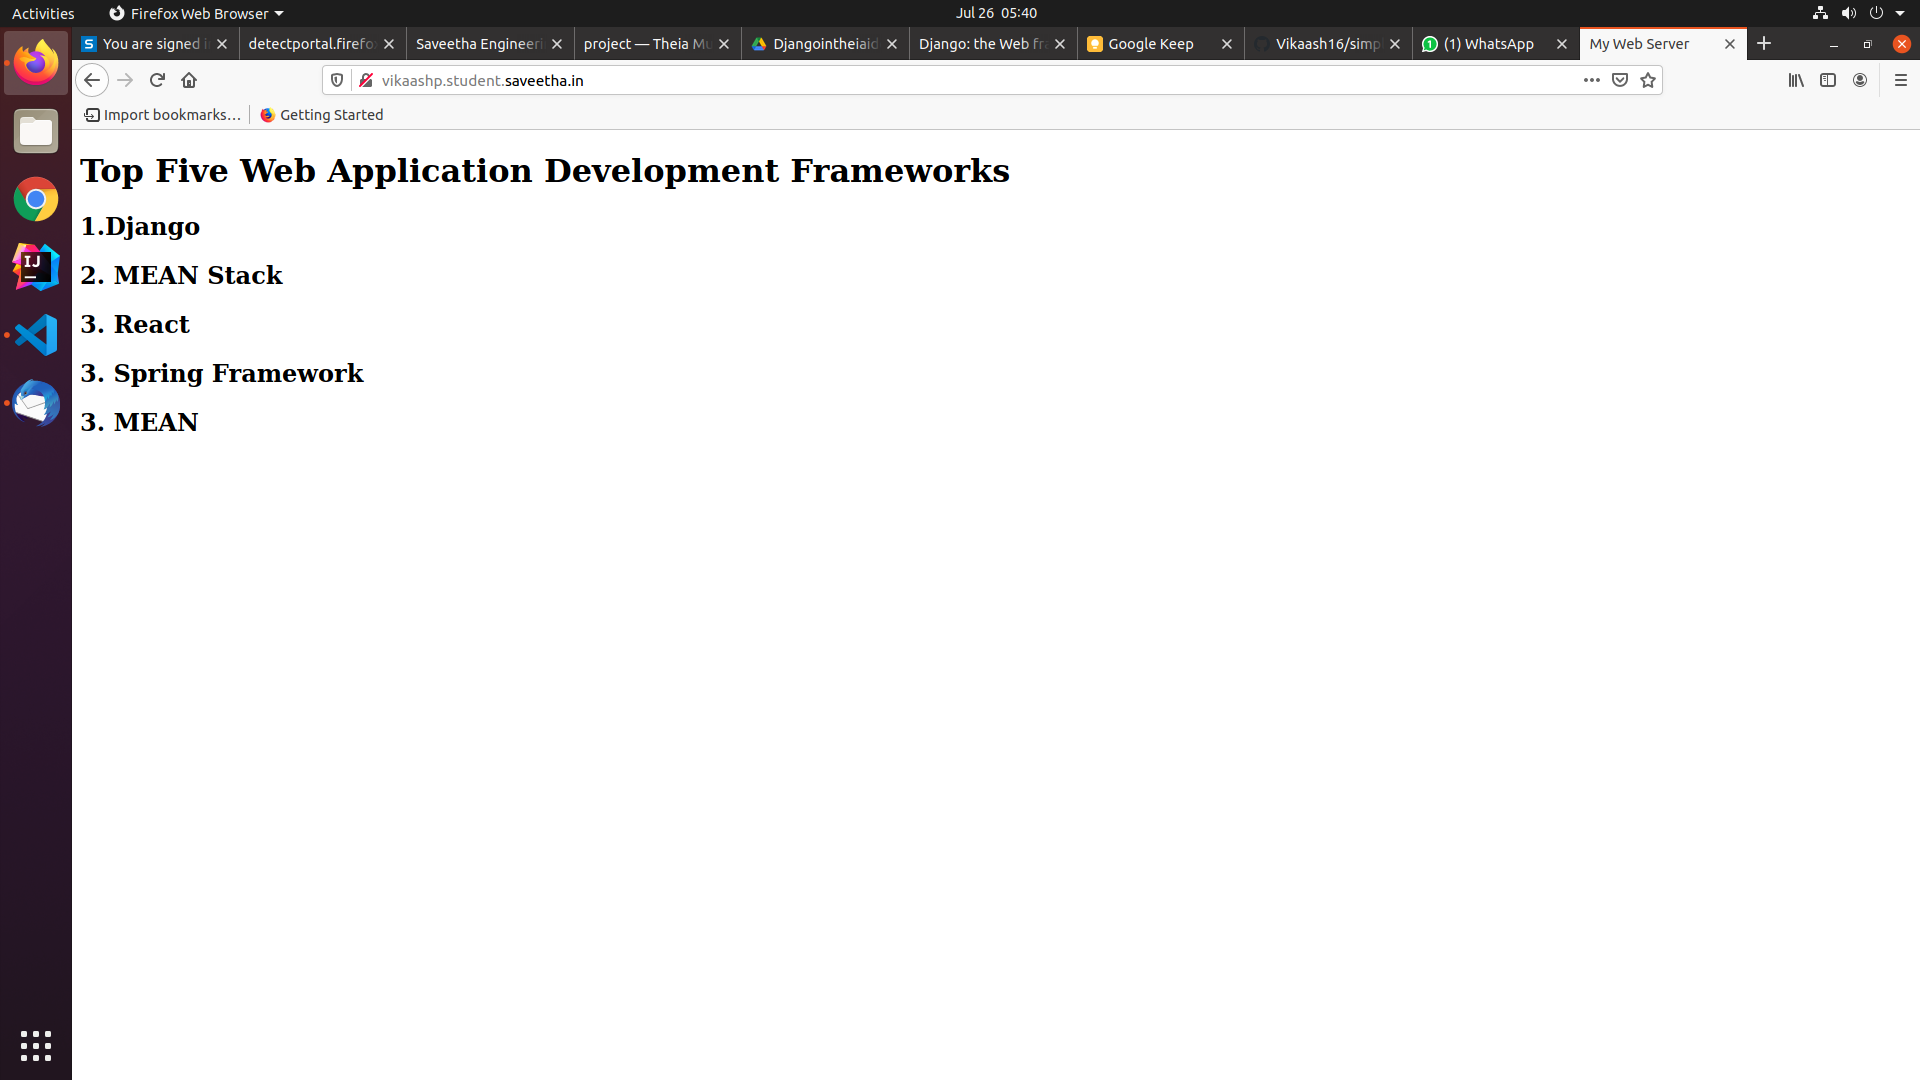 Activities
Firefox Web Browser
Jul 26 05:40
You are signed i
detectportal.firefo
Saveetha Engineeri
project — Theia Mu
Djangointheiaid
Django: the Web fra
Google Keep
Vikaash16/simp
1
(1) WhatsApp
My Web Server
vikaashp.student.saveetha.in
Import bookmarks...
Getting Started
Top Five Web Application Development Frameworks
1.Django
2. MEAN Stack
3. React
3. Spring Framework
3. MEAN
IJ